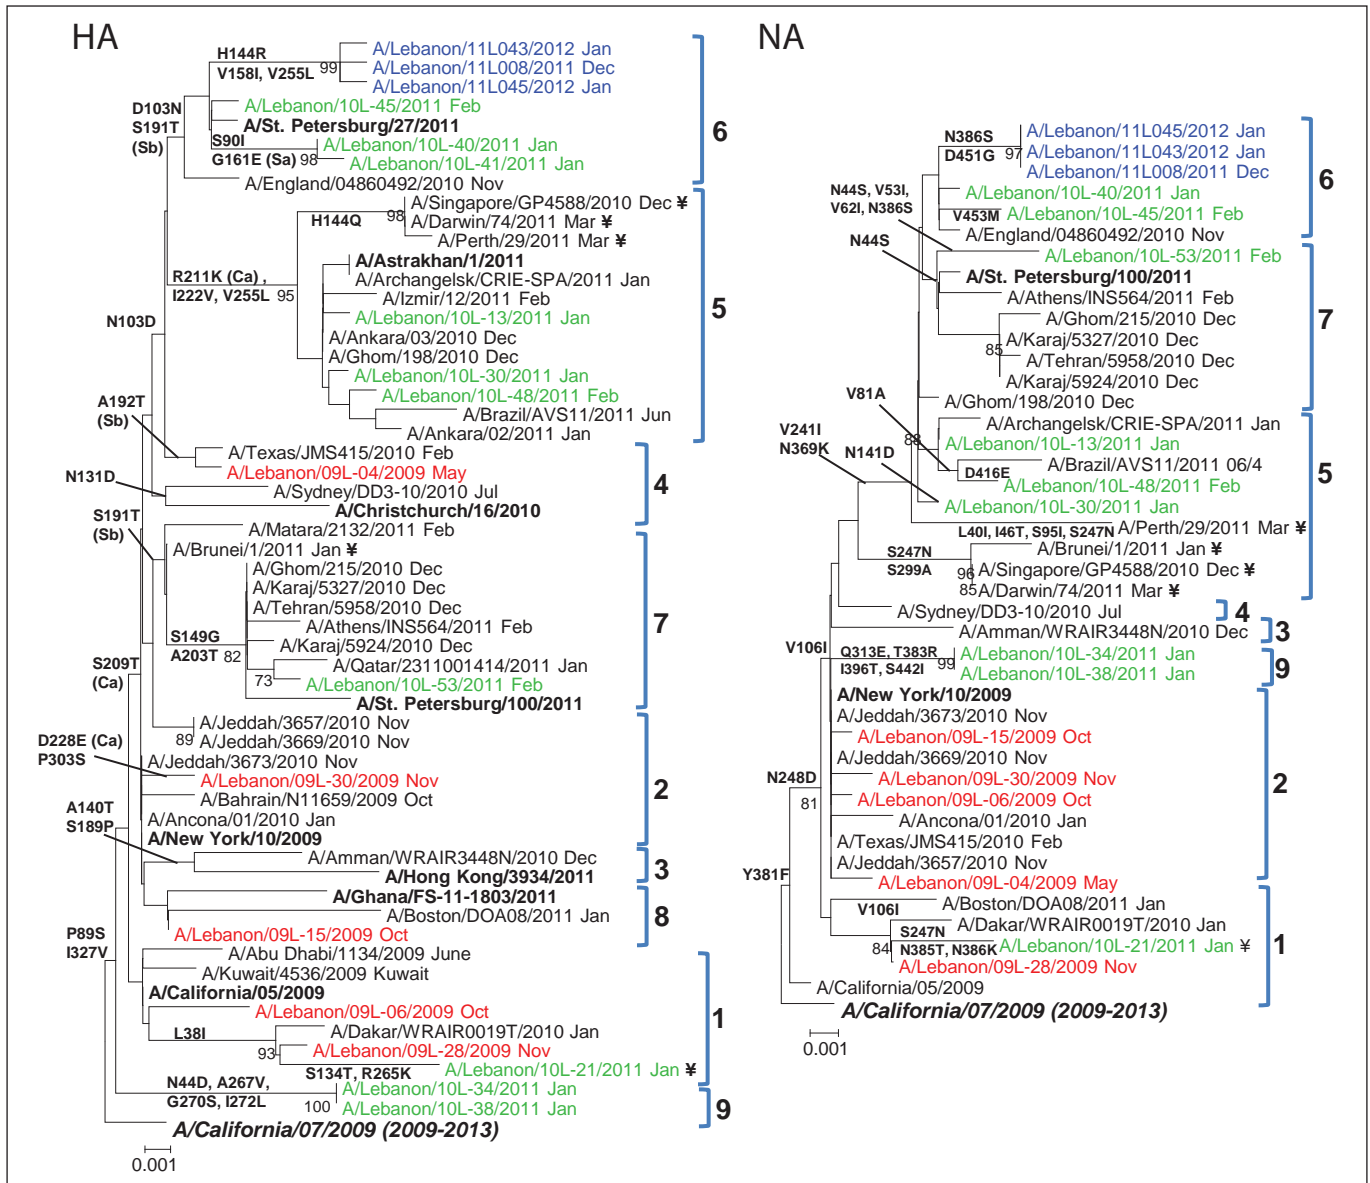 HA
H144R
V158I, V255L
99
A/Lebanon/11L043/2012 Jan
A/Lebanon/11L008/2011 Dec
A/Lebanon/11L045/2012 Jan
D103N
S191T
(Sb)
A/Lebanon/10L-45/2011 Feb
A/St. Petersburg/27/2011
S90I
G161E (Sa)
98
A/Lebanon/10L-40/2011 Jan
A/Lebanon/10L-41/2011 Jan
A/England/04860492/2010 Nov
6
H144Q
98
A/Singapore/GP4588/2010 Dec ¥
A/Darwin/74/2011 Mar ¥
A/Perth/29/2011 Mar ¥
R211K (Ca) ,
I222V, V255L
95
A/Astrakhan/1/2011
A/Archangelsk/CRIE-SPA/2011 Jan
A/Izmir/12/2011 Feb
A/Lebanon/10L-13/2011 Jan
A/Ankara/03/2010 Dec
A/Ghom/198/2010 Dec
A/Lebanon/10L-30/2011 Jan
A/Lebanon/10L-48/2011 Feb
A/Brazil/AVS11/2011 Jun
A/Ankara/02/2011 Jan
5
N103D
A192T
(Sb)
A/Texas/JMS415/2010 Feb
A/Lebanon/09L-04/2009 May
N131D
A/Sydney/DD3-10/2010 Jul
A/Christchurch/16/2010
4
S191T
(Sb)
A/Matara/2132/2011 Feb
A/Brunei/1/2011 Jan ¥
A/Ghom/215/2010 Dec
A/Karaj/5327/2010 Dec
A/Tehran/5958/2010 Dec
A/Athens/INS564/2011 Feb
S149G
A203T
82
A/Karaj/5924/2010 Dec
A/Qatar/2311001414/2011 Jan
73
A/Lebanon/10L-53/2011 Feb
A/St. Petersburg/100/2011
7
S209T
(Ca)
A/Jeddah/3657/2010 Nov
89
A/Jeddah/3669/2010 Nov
D228E (Ca)
P303S
A/Jeddah/3673/2010 Nov
A/Lebanon/09L-30/2009 Nov
A/Bahrain/N11659/2009 Oct
A/Ancona/01/2010 Jan
A/New York/10/2009
2
A140T
S189P
A/Amman/WRAIR3448N/2010 Dec
A/Hong Kong/3934/2011
3
A/Ghana/FS-11-1803/2011
A/Boston/DOA08/2011 Jan
A/Lebanon/09L-15/2009 Oct
8
P89S
I327V
A/Abu Dhabi/1134/2009 June
A/Kuwait/4536/2009 Kuwait
A/California/05/2009
A/Lebanon/09L-06/2009 Oct
L38I
A/Dakar/WRAIR0019T/2010 Jan
93
A/Lebanon/09L-28/2009 Nov
S134T, R265K
A/Lebanon/10L-21/2011 Jan ¥
1
N44D, A267V,
G270S, I272L
100
A/Lebanon/10L-34/2011 Jan
A/Lebanon/10L-38/2011 Jan
9
A/California/07/2009 (2009-2013)
0.001
NA
N386S
D451G
97
A/Lebanon/11L045/2012 Jan
A/Lebanon/11L043/2012 Jan
A/Lebanon/11L008/2011 Dec
N44S, V53I,
V62I, N386S
A/Lebanon/10L-40/2011 Jan
V453M
A/Lebanon/10L-45/2011 Feb
A/England/04860492/2010 Nov
6
N44S
A/Lebanon/10L-53/2011 Feb
A/St. Petersburg/100/2011
A/Athens/INS564/2011 Feb
A/Ghom/215/2010 Dec
A/Karaj/5327/2010 Dec
85
A/Tehran/5958/2010 Dec
A/Karaj/5924/2010 Dec
A/Ghom/198/2010 Dec
7
V81A
V241I
N369K
88
A/Archangelsk/CRIE-SPA/2011 Jan
A/Lebanon/10L-13/2011 Jan
N141D
A/Brazil/AVS11/2011 06/4
D416E
A/Lebanon/10L-48/2011 Feb
A/Lebanon/10L-30/2011 Jan
L40I, I46T, S95I, S247N
A/Perth/29/2011 Mar ¥
S247N
S299A
A/Brunei/1/2011 Jan ¥
96
A/Singapore/GP4588/2010 Dec ¥
85
A/Darwin/74/2011 Mar ¥
5
A/Sydney/DD3-10/2010 Jul
4
A/Amman/WRAIR3448N/2010 Dec
3
V106I
Q313E, T383R
I396T, S442I
99
A/Lebanon/10L-34/2011 Jan
A/Lebanon/10L-38/2011 Jan
9
A/New York/10/2009
A/Jeddah/3673/2010 Nov
A/Lebanon/09L-15/2009 Oct
A/Jeddah/3669/2010 Nov
N248D
81
A/Lebanon/09L-30/2009 Nov
A/Lebanon/09L-06/2009 Oct
A/Ancona/01/2010 Jan
A/Texas/JMS415/2010 Feb
A/Jeddah/3657/2010 Nov
A/Lebanon/09L-04/2009 May
2
Y381F
V106I
A/Boston/DOA08/2011 Jan
S247N
A/Dakar/WRAIR0019T/2010 Jan
84
N385T, N386K
A/Lebanon/10L-21/2011 Jan ¥
A/Lebanon/09L-28/2009 Nov
A/California/05/2009
1
A/California/07/2009 (2009-2013)
0.001